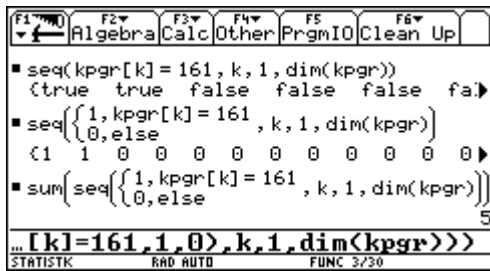 F1 F2 F3 F4 F5 F6
Algebra Calc Other PrgmIO Clean Up
▪ seq(kpgr[k] = 161, k, 1, dim(kpgr))
{true true false false false fal▶
▪ seq({1, kpgr[k] = 161
0, else , k, 1, dim(kpgr))
{1 1 0 0 0 0 0 0 0 0▶
▪ sum(seq({1, kpgr[k] = 161
0, else , k, 1, dim(kpgr)))
5
…[k]=161,1,0),k,1,dim(kpgr)))
STATISTK RAD AUTO FUNC 3/30